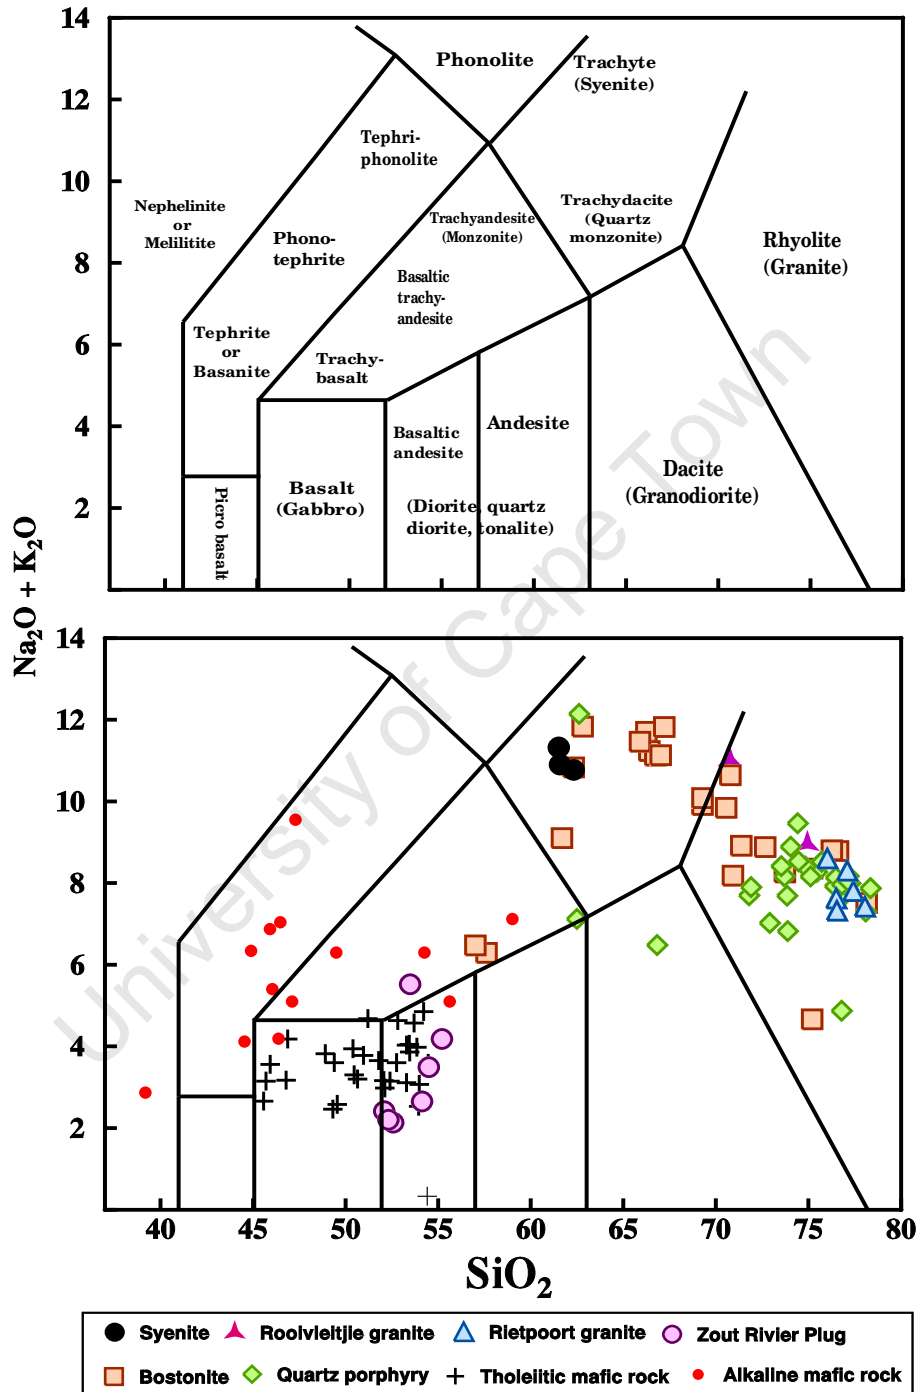 14
12
10
8
6
4
2
Na₂O + K₂O
Phonolite
Trachyte
(Syenite)
Tephri-
phonolite
Nephelinite
or
Melilitite
Phono-
tephrite
Trachyandesite
(Monzonite)
Trachydacite
(Quartz
monzonite)
Rhyolite
(Granite)
Basaltic
trachy-
andesite
Tephrite
or
Basanite
Trachy-
basalt
Picro basalt
Basalt
(Gabbro)
Basaltic
andesite
Andesite
(Diorite, quartz
diorite, tonalite)
Dacite
(Granodiorite)
University of Cape Town
14
12
10
8
6
4
2
40 45 50 55 60 65 70 75 80
SiO₂
Syenite Roolvleitjie granite Rietpoort granite Zout Rivier Plug
Bostonite Quartz porphyry Tholeiitic mafic rock Alkaline mafic rock